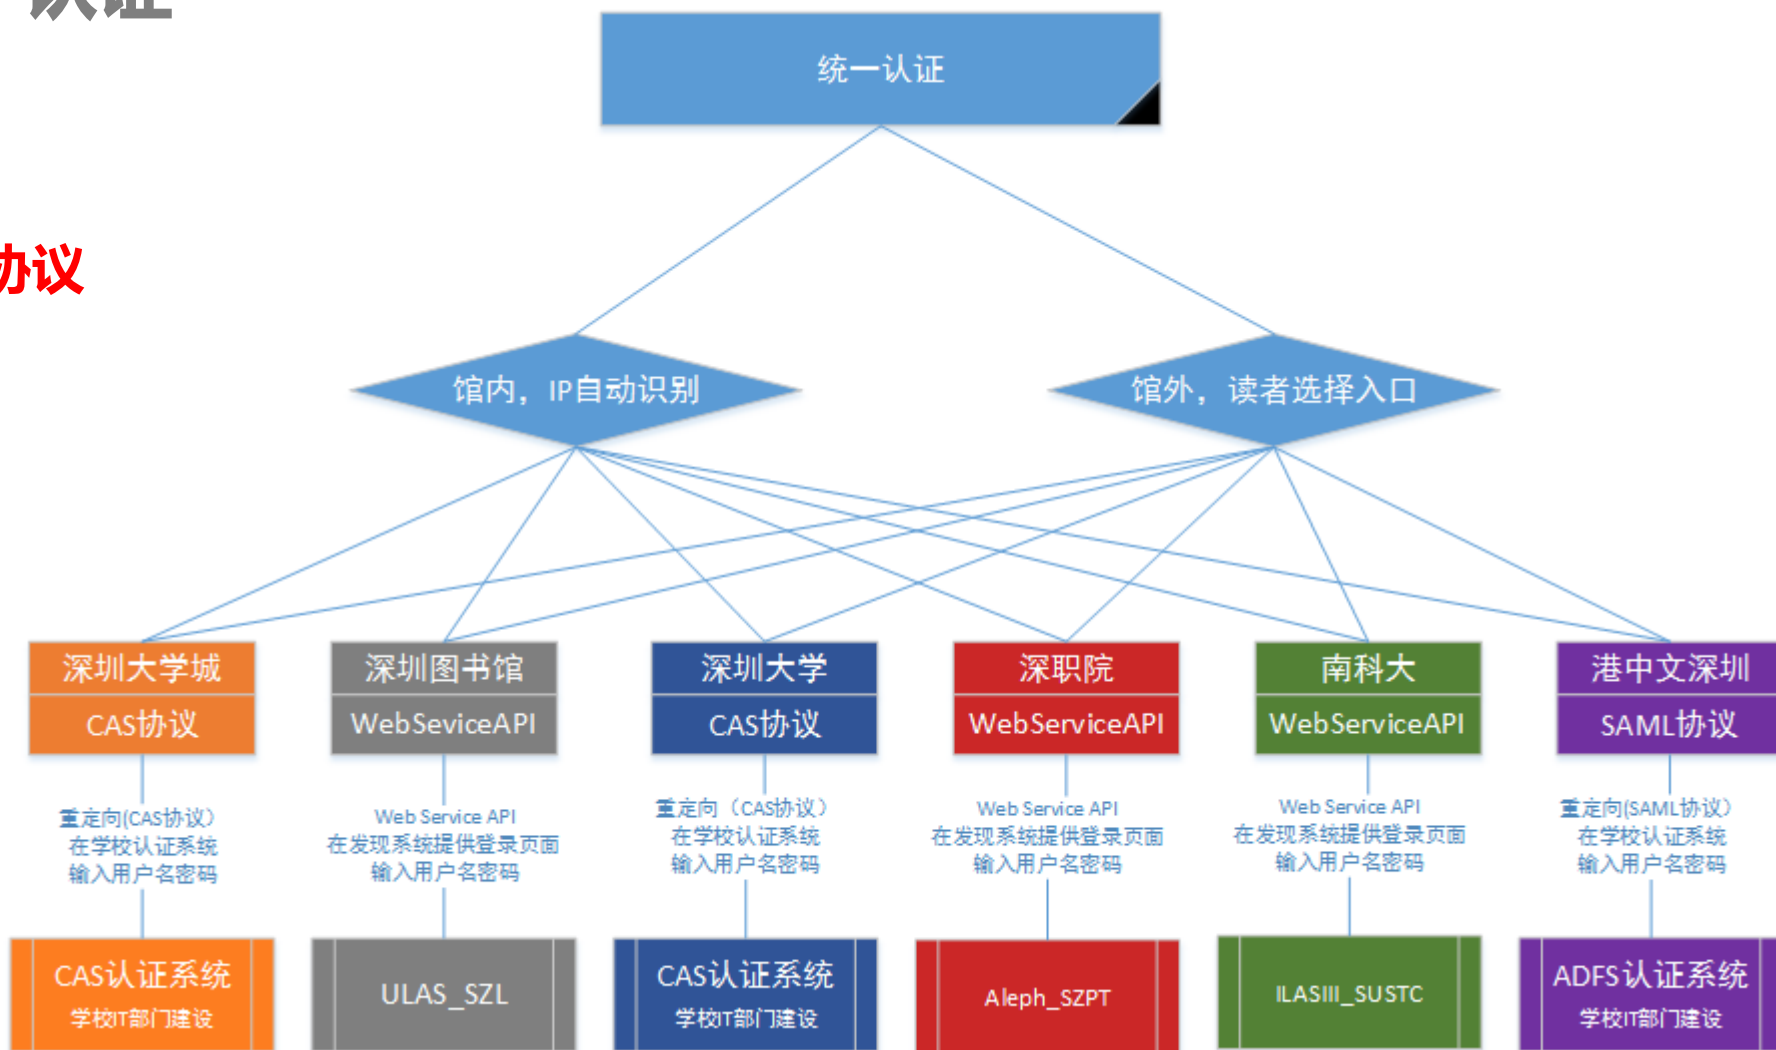 认证
统一认证
协议
馆内，IP自动识别
馆外，读者选择入口
深圳大学城
深圳图书馆
深圳大学
深职院
南科大
港中文深圳
CAS协议
WebSeviceAPI
CAS协议
WebServiceAPI
WebServiceAPI
SAML协议
重定向(CAS协议）
在学校认证系统
输入用户名密码
Web Service API
在发现系统提供登录页面
输入用户名密码
重定向（CAS协议）
在学校认证系统
输入用户名密码
Web Service API
在发现系统提供登录页面
输入用户名密码
Web Service API
在发现系统提供登录页面
输入用户名密码
重定向(SAML协议）
在学校认证系统
输入用户名密码
CAS认证系统
学校IT部门建设
ULAS_SZL
CAS认证系统
学校IT部门建设
Aleph_SZPT
ILASIII_SUSTC
ADFS认证系统
学校IT部门建设